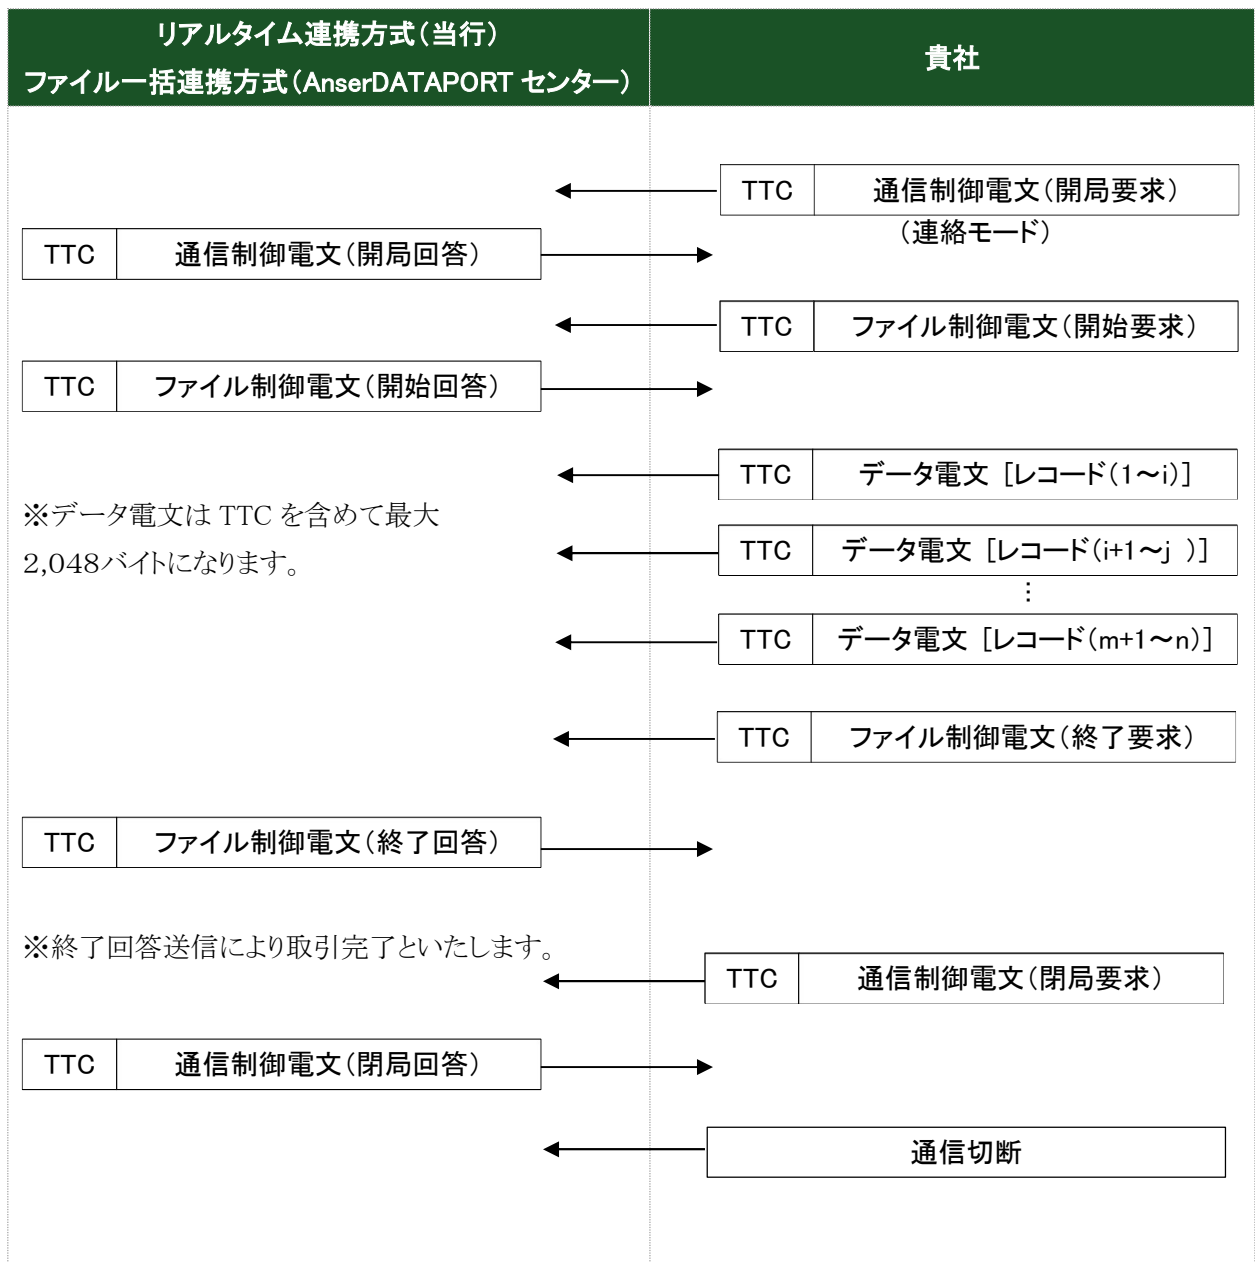 リアルタイム連携方式（当行）
ファイル一括連携方式（AnserDATAPORT センター）
貴社
TTC 通信制御電文（開局要求）
（連絡モード）
TTC 通信制御電文（開局回答）
TTC ファイル制御電文（開始要求）
TTC ファイル制御電文（開始回答）
TTC データ電文 [レコード（1～i）]
※データ電文は TTC を含めて最大
2,048バイトになります。
TTC データ電文 [レコード（i+1～j ）]
⋮
TTC データ電文 [レコード（m+1～n）]
TTC ファイル制御電文（終了要求）
TTC ファイル制御電文（終了回答）
※終了回答送信により取引完了といたします。
TTC 通信制御電文（閉局要求）
TTC 通信制御電文（閉局回答）
通信切断